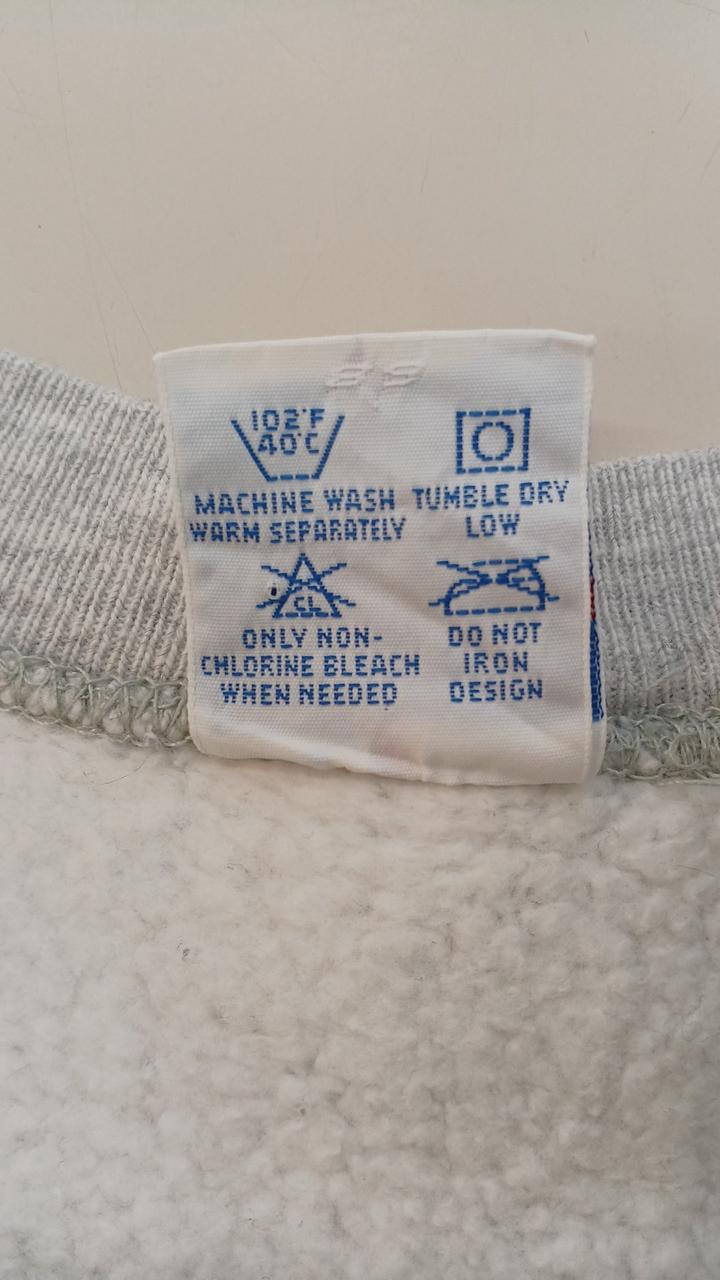 102°F
40°C
MACHINE WASH
WARM SEPARATELY
TUMBLE DRY
LOW
CL
ONLY NON-
CHLORINE BLEACH
WHEN NEEDED
DO NOT
IRON
DESIGN